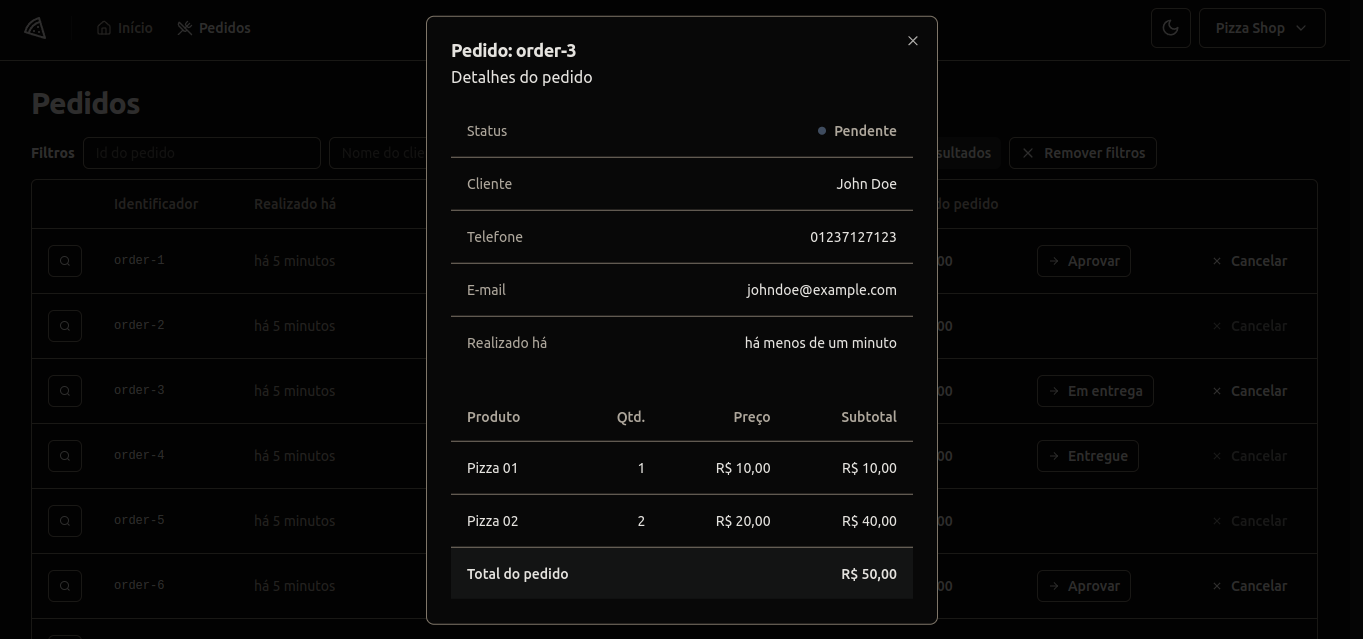 Início Pedidos Pizza Shop
Pedidos
Filtros Id do pedido Nome do clie sultados Remover filtros
Identificador Realizado há do pedido
order-1 há 5 minutos 00 Aprovar Cancelar
order-2 há 5 minutos 00 Cancelar
order-3 há 5 minutos 00 Em entrega Cancelar
order-4 há 5 minutos 00 Entregue Cancelar
order-5 há 5 minutos 00 Cancelar
order-6 há 5 minutos 00 Aprovar Cancelar
Pedido: order-3
Detalhes do pedido
Status Pendente
Cliente John Doe
Telefone 01237127123
E-mail johndoe@example.com
Realizado há há menos de um minuto
Produto Qtd. Preço Subtotal
Pizza 01 1 R$ 10,00 R$ 10,00
Pizza 02 2 R$ 20,00 R$ 40,00
Total do pedido R$ 50,00